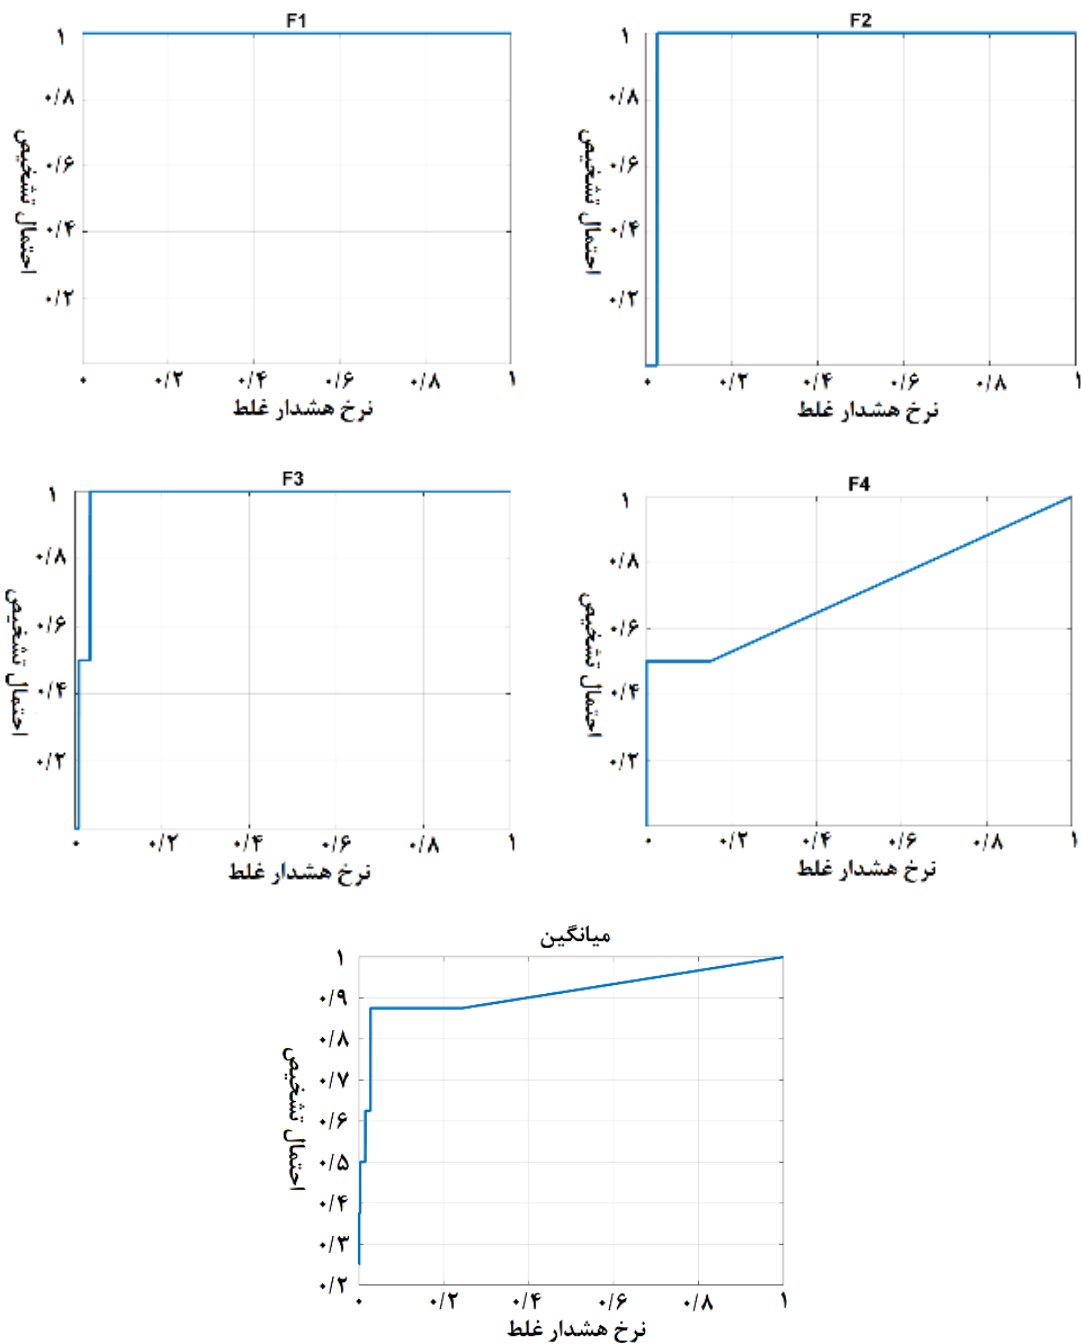 F1
۱
۰/۸
۰/۶
۰/۴
۰/۲
احتمال تشخیص
۰ ۰/۲ ۰/۴ ۰/۶ ۰/۸ ۱
نرخ هشدار غلط
F2
۱
۰/۸
۰/۶
۰/۴
۰/۲
احتمال تشخیص
۰ ۰/۲ ۰/۴ ۰/۶ ۰/۸ ۱
نرخ هشدار غلط
F3
۱
۰/۸
۰/۶
۰/۴
۰/۲
احتمال تشخیص
۰ ۰/۲ ۰/۴ ۰/۶ ۰/۸ ۱
نرخ هشدار غلط
F4
۱
۰/۸
۰/۶
۰/۴
۰/۲
احتمال تشخیص
۰ ۰/۲ ۰/۴ ۰/۶ ۰/۸ ۱
نرخ هشدار غلط
میانگین
۱
۰/۹
۰/۸
۰/۷
۰/۶
۰/۵
۰/۴
۰/۳
۰/۲
احتمال تشخیص
۰ ۰/۲ ۰/۴ ۰/۶ ۰/۸ ۱
نرخ هشدار غلط